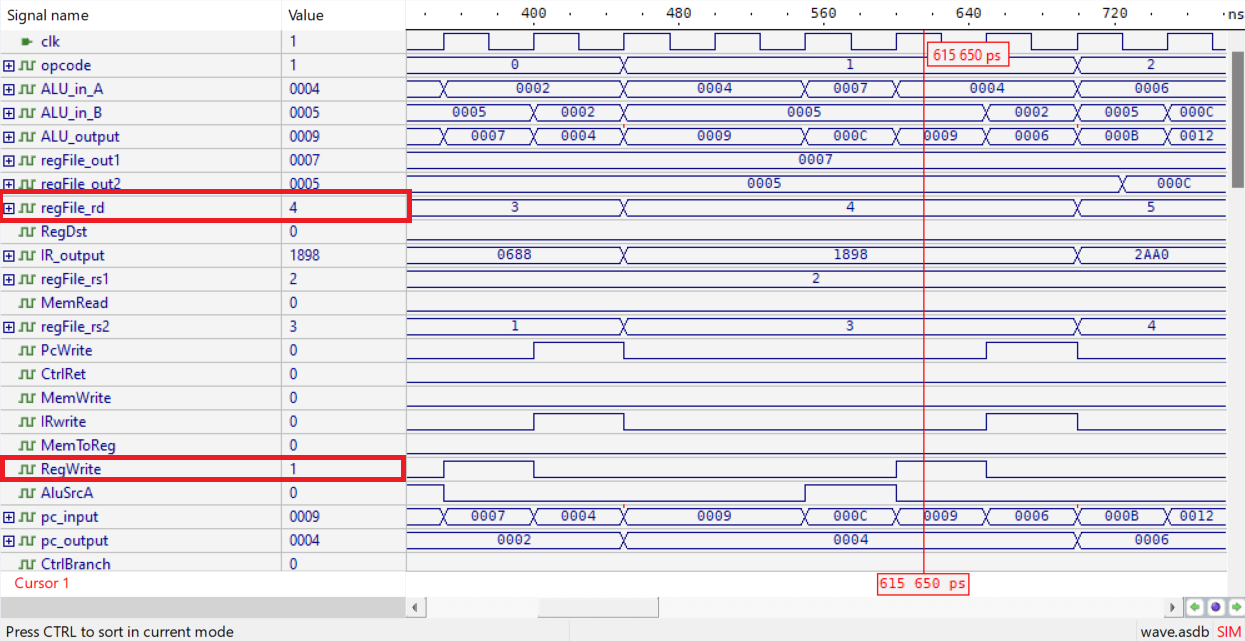 Signal name Value 400 480 560 640 720 ns
clk 1 615 650 ps
opcode 1 0 1 2
ALU_in_A 0004 0002 0004 0007 0004 0006
ALU_in_B 0005 0005 0002 0005 0002 0005 000C
ALU_output 0009 0007 0004 0009 000C 0009 0006 000B 0012
regFile_out1 0007 0007
regFile_out2 0005 0005 000C
regFile_rd 4 3 4 5
RegDst 0
IR_output 1898 0688 1898 2AA0
regFile_rs1 2 2
MemRead 0
regFile_rs2 3 1 3 4
PcWrite 0
CtrlRet 0
MemWrite 0
IRwrite 0
MemToReg 0
RegWrite 1
AluSrcA 0
pc_input 0009 0007 0004 0009 000C 0009 0006 000B 0012
pc_output 0004 0002 0004 0006
CtrlBranch 0
Cursor 1 615 650 ps
Press CTRL to sort in current mode wave.asdb SIM